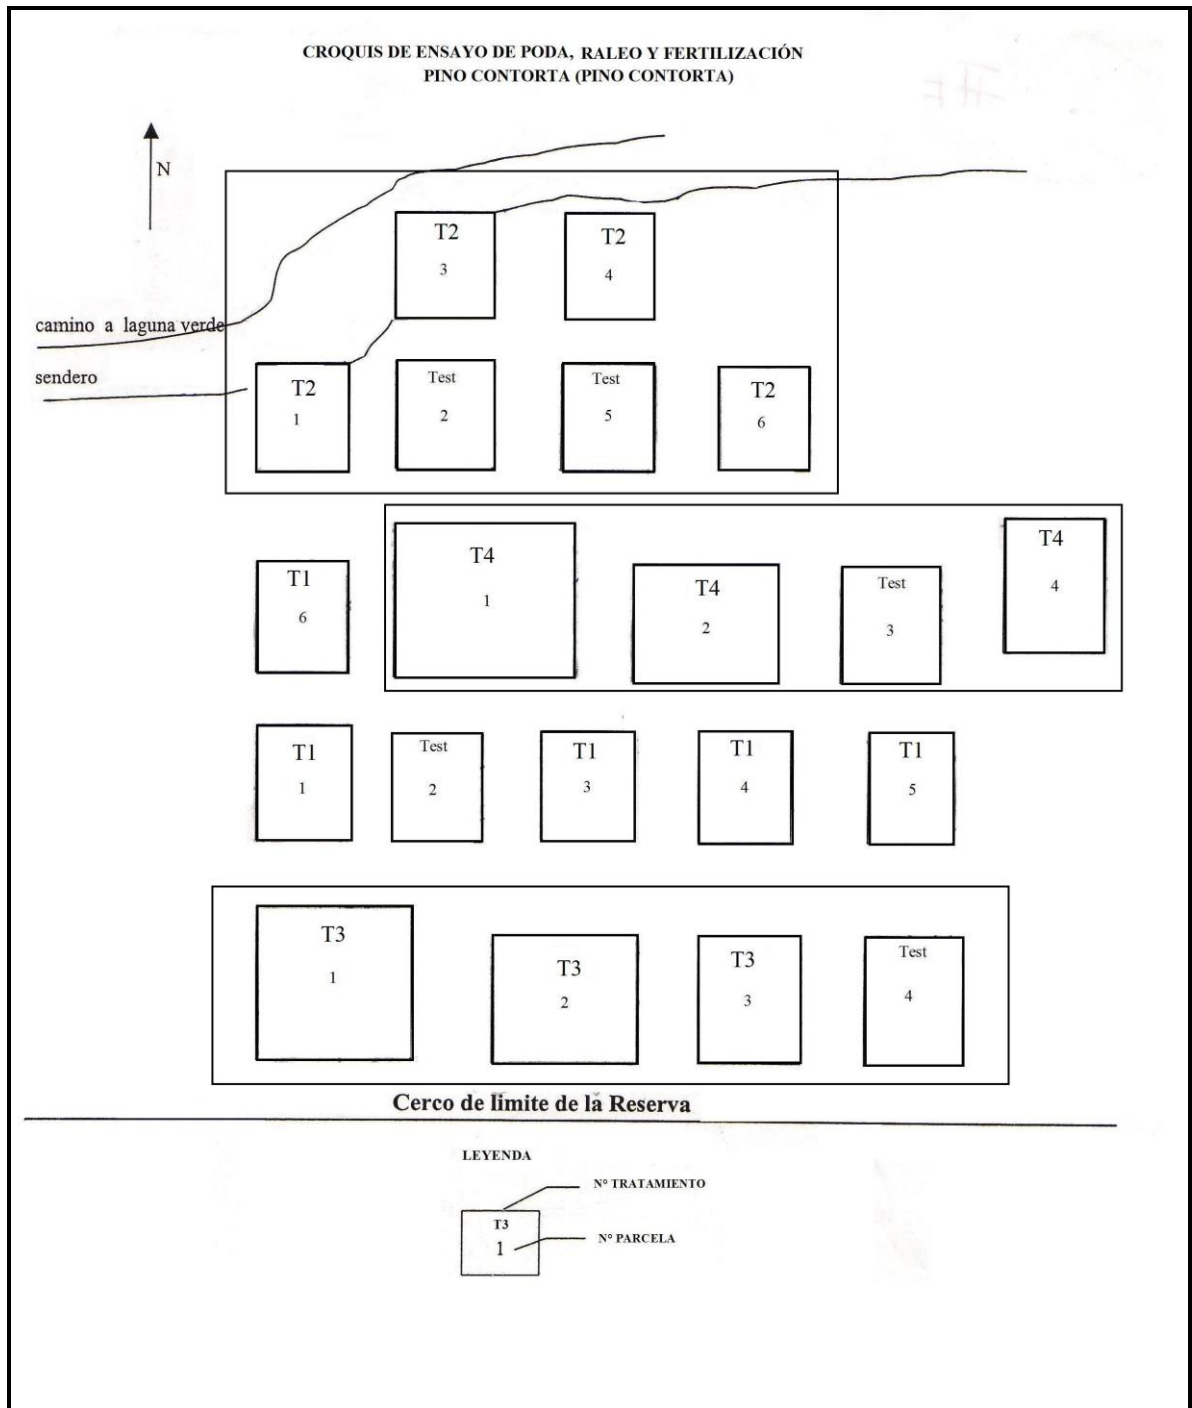 CROQUIS DE ENSAYO DE PODA, RALEO Y FERTILIZACIÓN
PINO CONTORTA (PINO CONTORTA)
N
T2
3
T2
4
camino a laguna verde
sendero
T2
1
Test
2
Test
5
T2
6
T1
6
T4
1
T4
2
Test
3
T4
4
T1
1
Test
2
T1
3
T1
4
T1
5
T3
1
T3
2
T3
3
Test
4
Cerco de limite de la Reserva
LEYENDA
N° TRATAMIENTO
T3
1
N° PARCELA